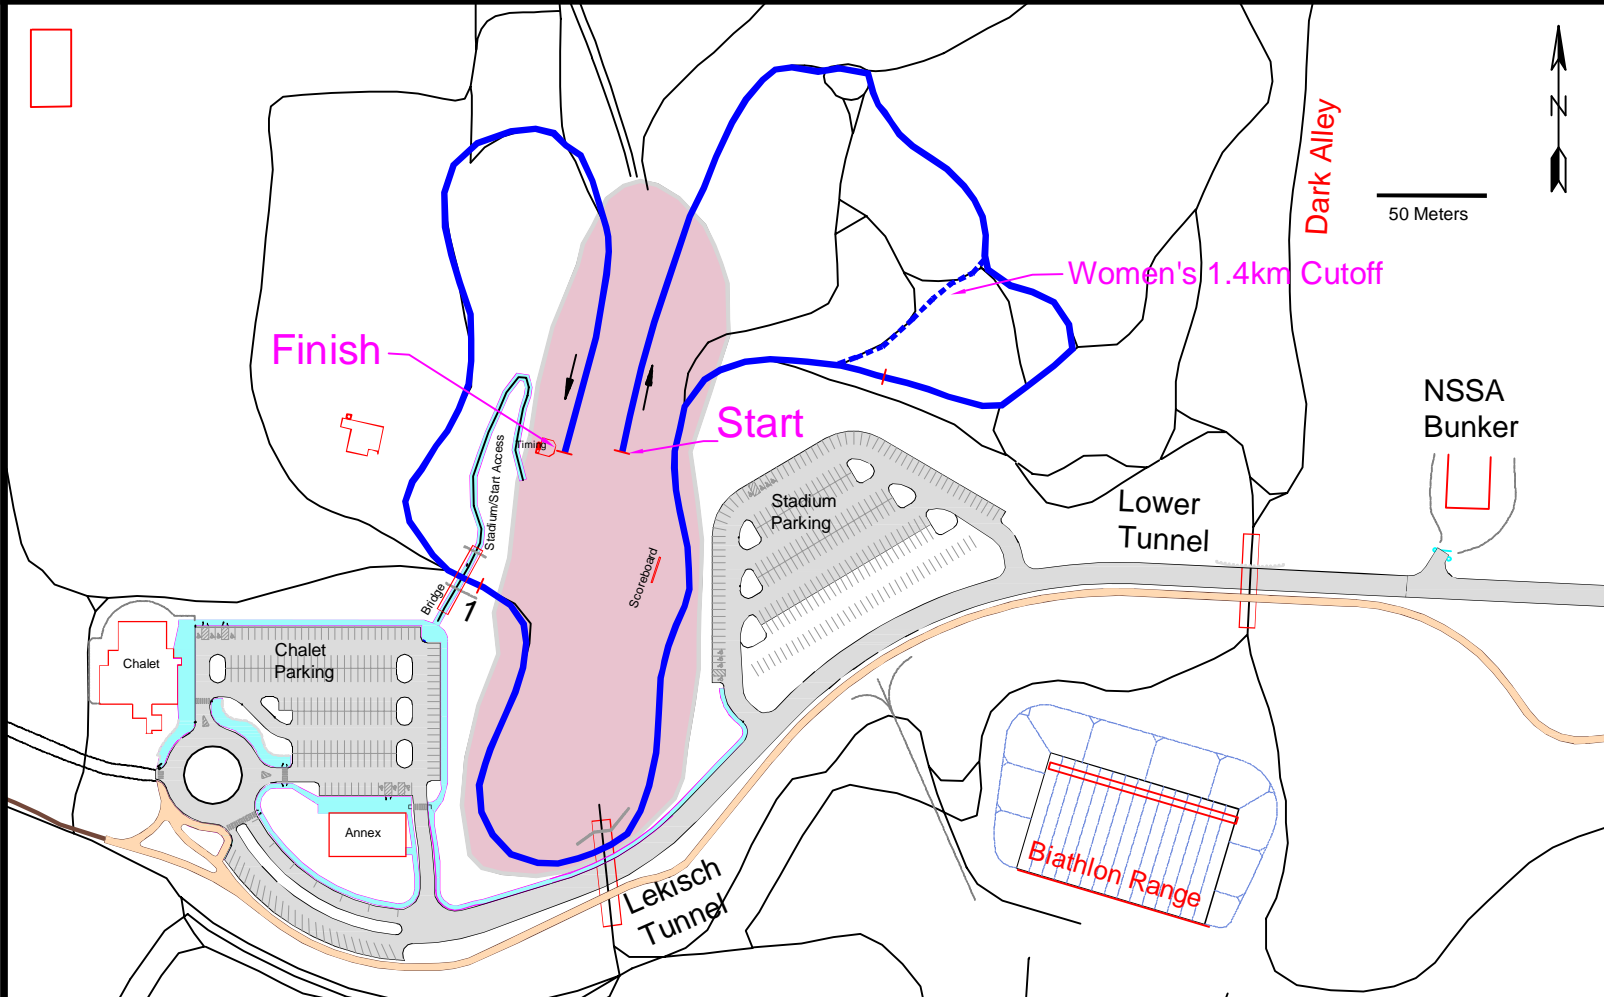 N
Dark Alley
50 Meters
Women's 1.4km Cutoff
Finish
Start
NSSA
Bunker
Timing
Stadium/Start Access
Stadium
Parking
Lower
Tunnel
Scoreboard
Bridge
1
Chalet
Chalet
Parking
Annex
Lekisch
Tunnel
Biathlon Range